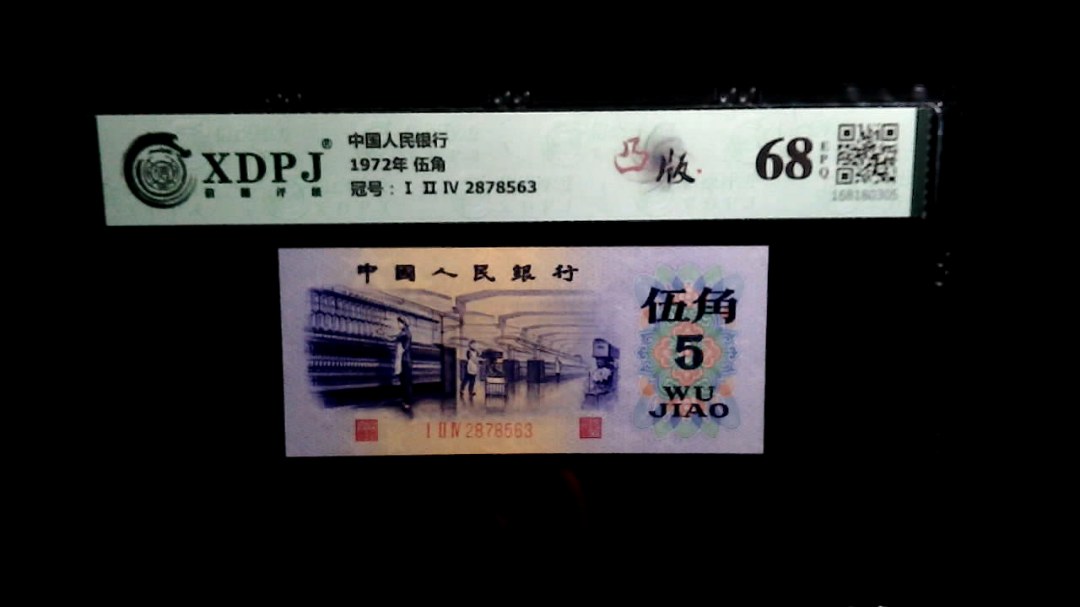 XDPJ®
中国人民银行
1972年 伍角
冠号：Ⅰ Ⅱ Ⅳ 2878563
凸版
68
EPQ
中國人民銀行
伍角
5
WU
JIAO
Ⅰ Ⅱ Ⅳ 2878563